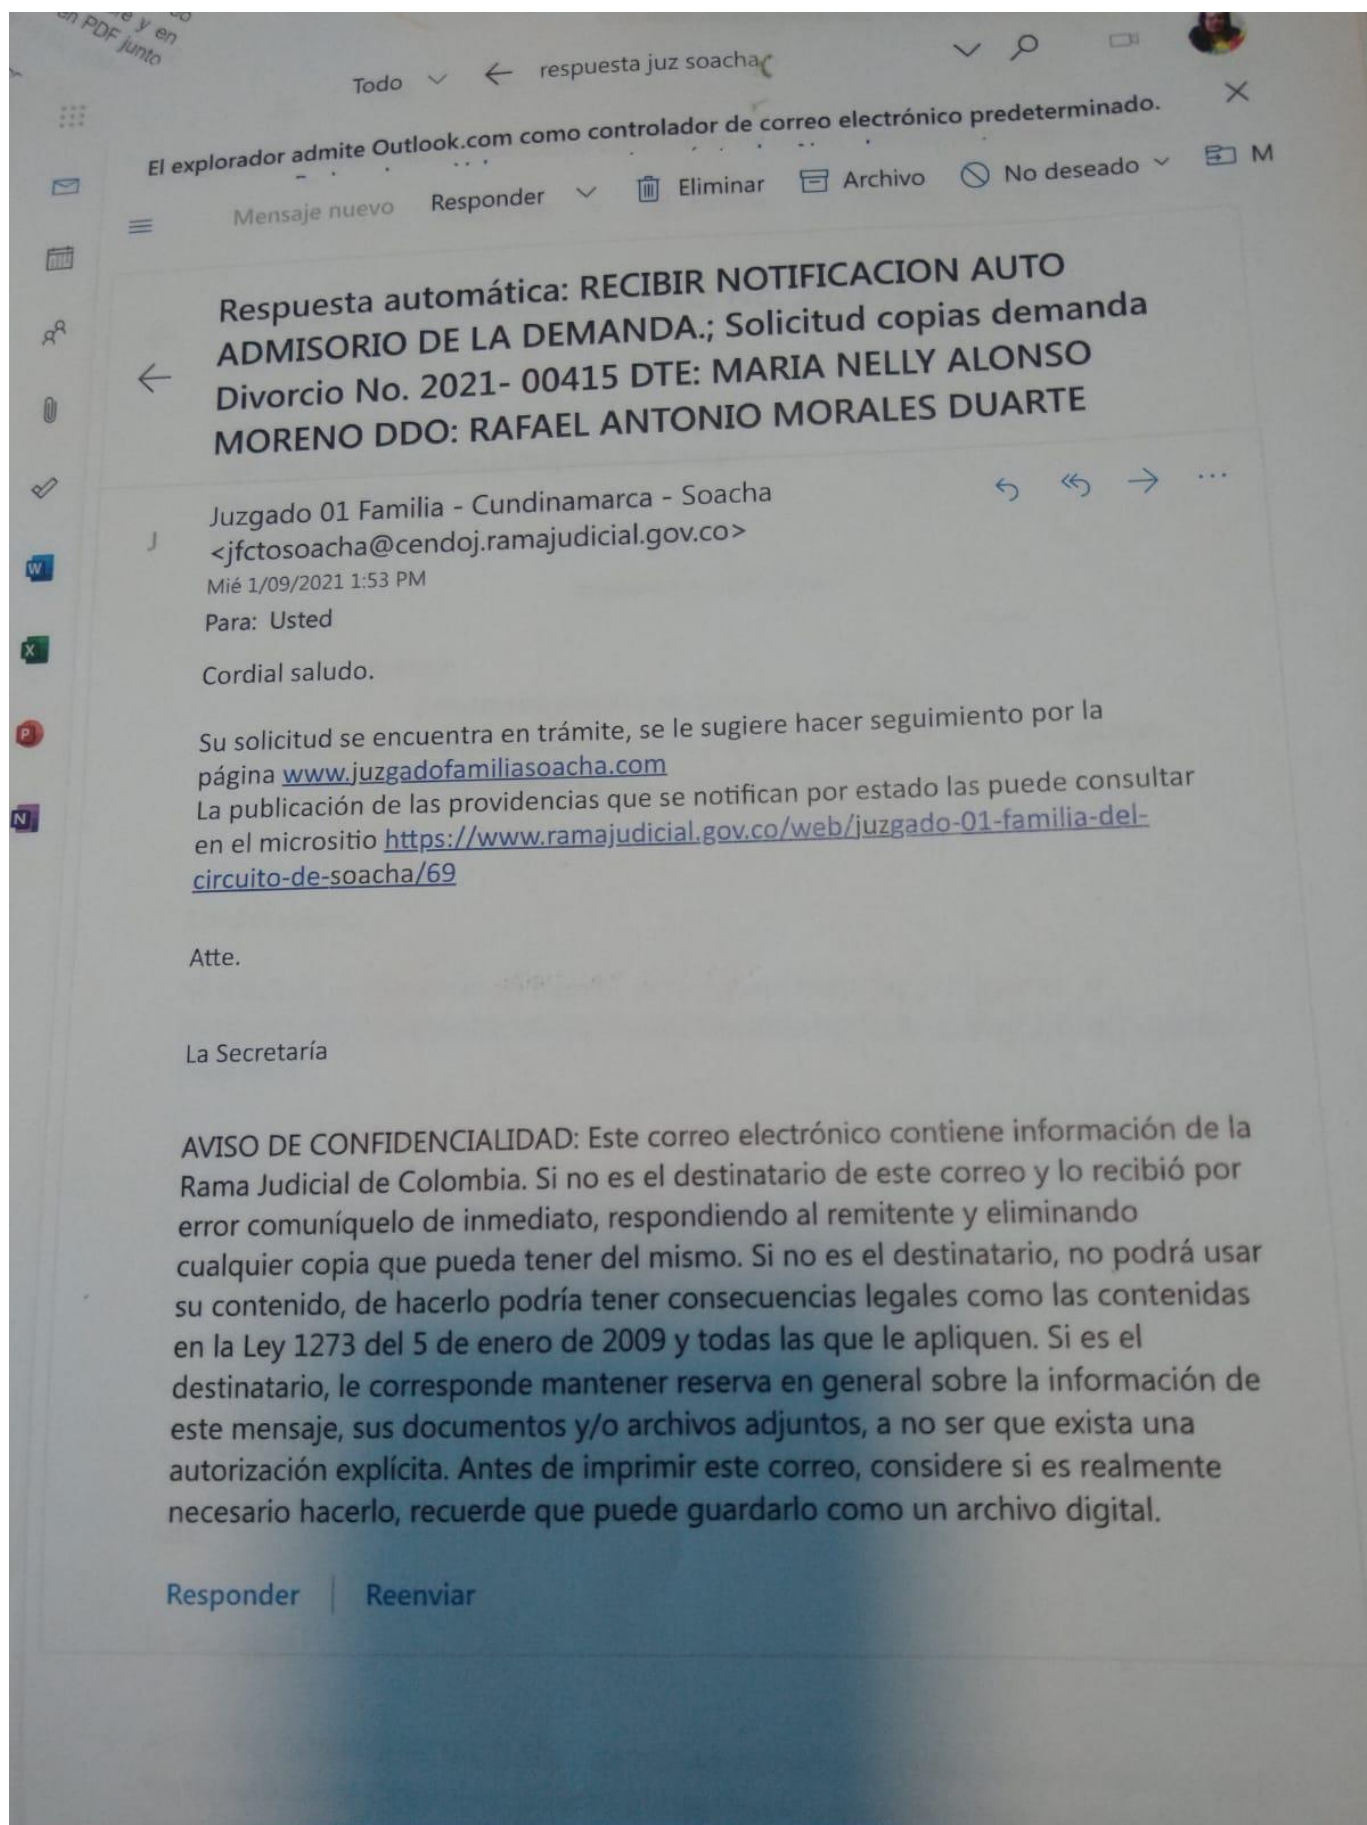 e y en
en PDF junto
Todo
respuesta juz soacha
El explorador admite Outlook.com como controlador de correo electrónico predeterminado.
Mensaje nuevo Responder Eliminar Archivo No deseado M
Respuesta automática: RECIBIR NOTIFICACION AUTO
ADMISORIO DE LA DEMANDA.; Solicitud copias demanda
Divorcio No. 2021- 00415 DTE: MARIA NELLY ALONSO
MORENO DDO: RAFAEL ANTONIO MORALES DUARTE
J
Juzgado 01 Familia - Cundinamarca - Soacha
<jfctosoacha@cendoj.ramajudicial.gov.co>
Mié 1/09/2021 1:53 PM
Para: Usted
Cordial saludo.
Su solicitud se encuentra en trámite, se le sugiere hacer seguimiento por la
página www.juzgadofamiliasoacha.com
La publicación de las providencias que se notifican por estado las puede consultar
en el micrositio https://www.ramajudicial.gov.co/web/juzgado-01-familia-del-
circuito-de-soacha/69
Atte.
La Secretaría
AVISO DE CONFIDENCIALIDAD: Este correo electrónico contiene información de la
Rama Judicial de Colombia. Si no es el destinatario de este correo y lo recibió por
error comuníquelo de inmediato, respondiendo al remitente y eliminando
cualquier copia que pueda tener del mismo. Si no es el destinatario, no podrá usar
su contenido, de hacerlo podría tener consecuencias legales como las contenidas
en la Ley 1273 del 5 de enero de 2009 y todas las que le apliquen. Si es el
destinatario, le corresponde mantener reserva en general sobre la información de
este mensaje, sus documentos y/o archivos adjuntos, a no ser que exista una
autorización explícita. Antes de imprimir este correo, considere si es realmente
necesario hacerlo, recuerde que puede guardarlo como un archivo digital.
Responder Reenviar